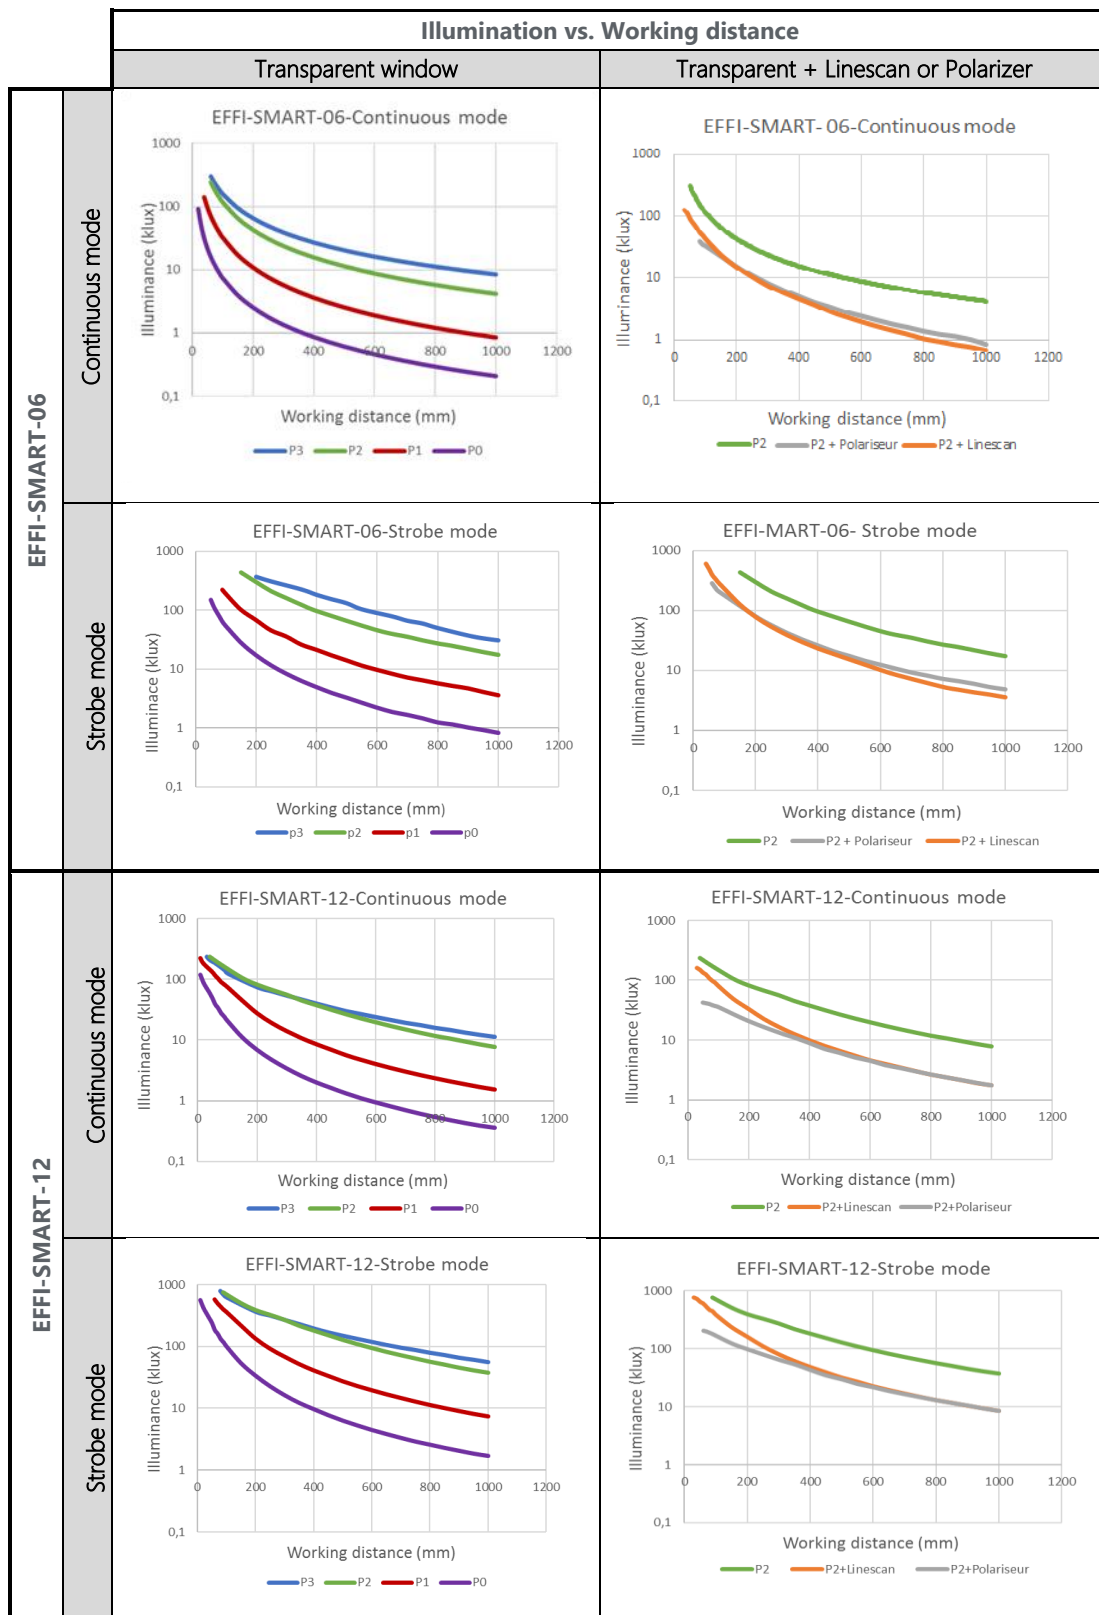 Illumination vs. Working distance
Transparent window
Transparent + Linescan or Polarizer
EFFI-SMART-06
Continuous mode
EFFI-SMART-06-Continuous mode
Illuminance (klux)
1000
100
10
1
0,1
0 200 400 600 800 1000 1200
Working distance (mm)
P3 P2 P1 P0
EFFI-SMART- 06-Continuous mode
Illuminance (klux)
1000
100
10
1
0,1
0 200 400 600 800 1000 1200
Working distance (mm)
P2 P2 + Polariseur P2 + Linescan
Strobe mode
EFFI-SMART-06-Strobe mode
Illuminace (klux)
1000
100
10
1
0,1
0 200 400 600 800 1000 1200
Working distance (mm)
p3 p2 p1 p0
EFFI-MART-06- Strobe mode
Illuminance (klux)
1000
100
10
1
0,1
0 200 400 600 800 1000 1200
Working distance (mm)
P2 P2 + Polariseur P2 + Linescan
EFFI-SMART-12
Continuous mode
EFFI-SMART-12-Continuous mode
Illuminance (klux)
1000
100
10
1
0,1
0 200 400 600 800 1000 1200
Working distance (mm)
P3 P2 P1 P0
EFFI-SMART-12-Continuous mode
Illuminance (klux)
1000
100
10
1
0,1
0 200 400 600 800 1000 1200
Working distance (mm)
P2 P2+Linescan P2+Polariseur
Strobe mode
EFFI-SMART-12-Strobe mode
Illuminance (klux)
1000
100
10
1
0,1
0 200 400 600 800 1000 1200
Working distance (mm)
P3 P2 P1 P0
EFFI-SMART-12-Strobe mode
Illuminance (klux)
1000
100
10
1
0,1
0 200 400 600 800 1000 1200
Working distance (mm)
P2 P2+Linescan P2+Polariseur